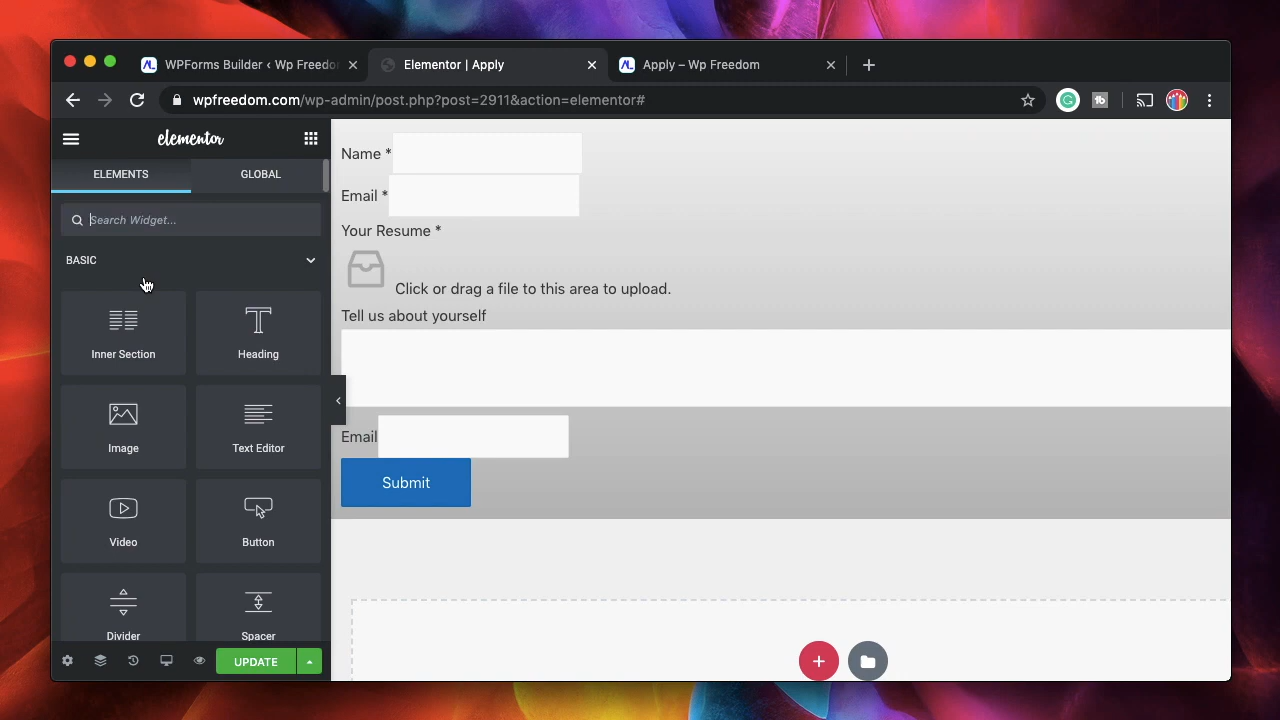 WPForms Builder ‹ Wp Freedo
Elementor | Apply
Apply – Wp Freedom
wpfreedom.com/wp-admin/post.php?post=2911&action=elementor#
elementor
ELEMENTS
GLOBAL
Search Widget...
BASIC
Inner Section
Heading
Image
Text Editor
Video
Button
Divider
Spacer
UPDATE
Name *
Email *
Your Resume *
Click or drag a file to this area to upload.
Tell us about yourself
Email
Submit